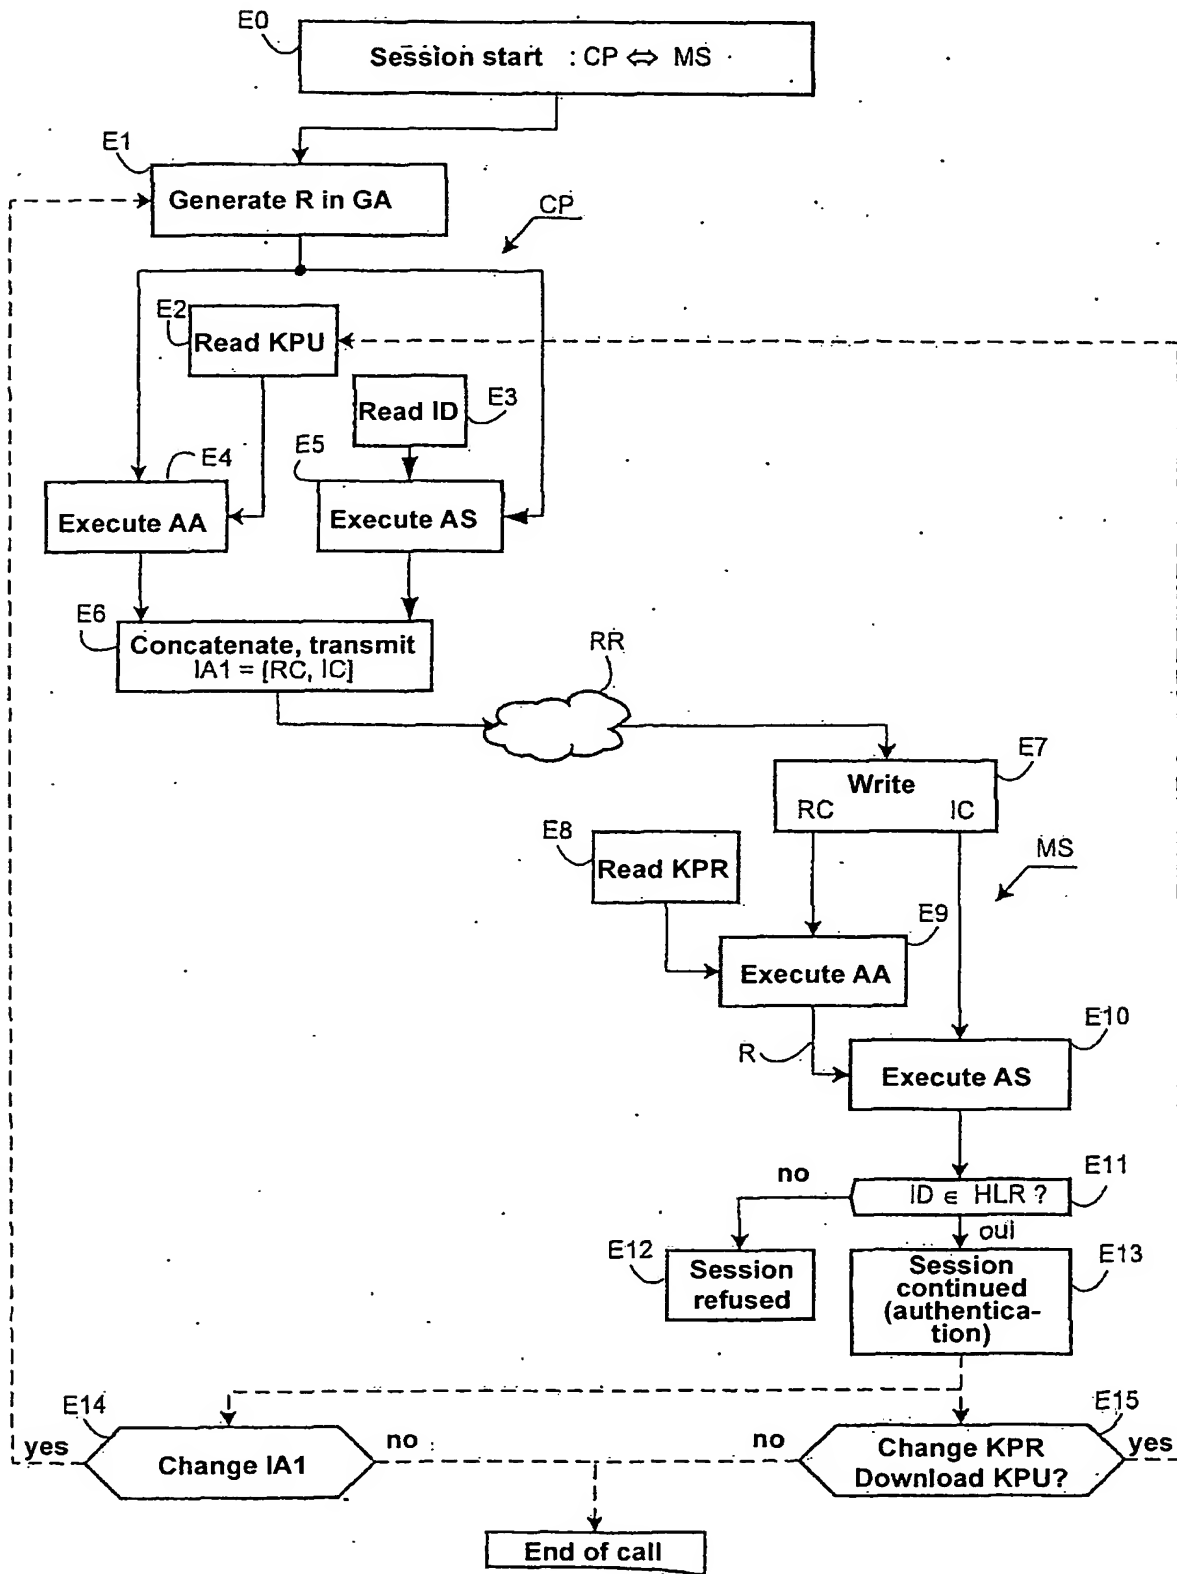 E0
Session start : CP ⇔ MS
E1
Generate R in GA
CP
E2
Read KPU
Read ID
E3
E4
E5
Execute AA
Execute AS
E6
Concatenate, transmit
IA1 = [RC, IC]
RR
E7
Write
RC IC
E8
Read KPR
MS
E9
Execute AA
R
E10
Execute AS
no
E11
ID ∈ HLR ?
oui
E12
Session
refused
E13
Session
continued
(authentica-
tion)
E14
yes
Change IA1
no
no
E15
Change KPR
Download KPU?
yes
End of call